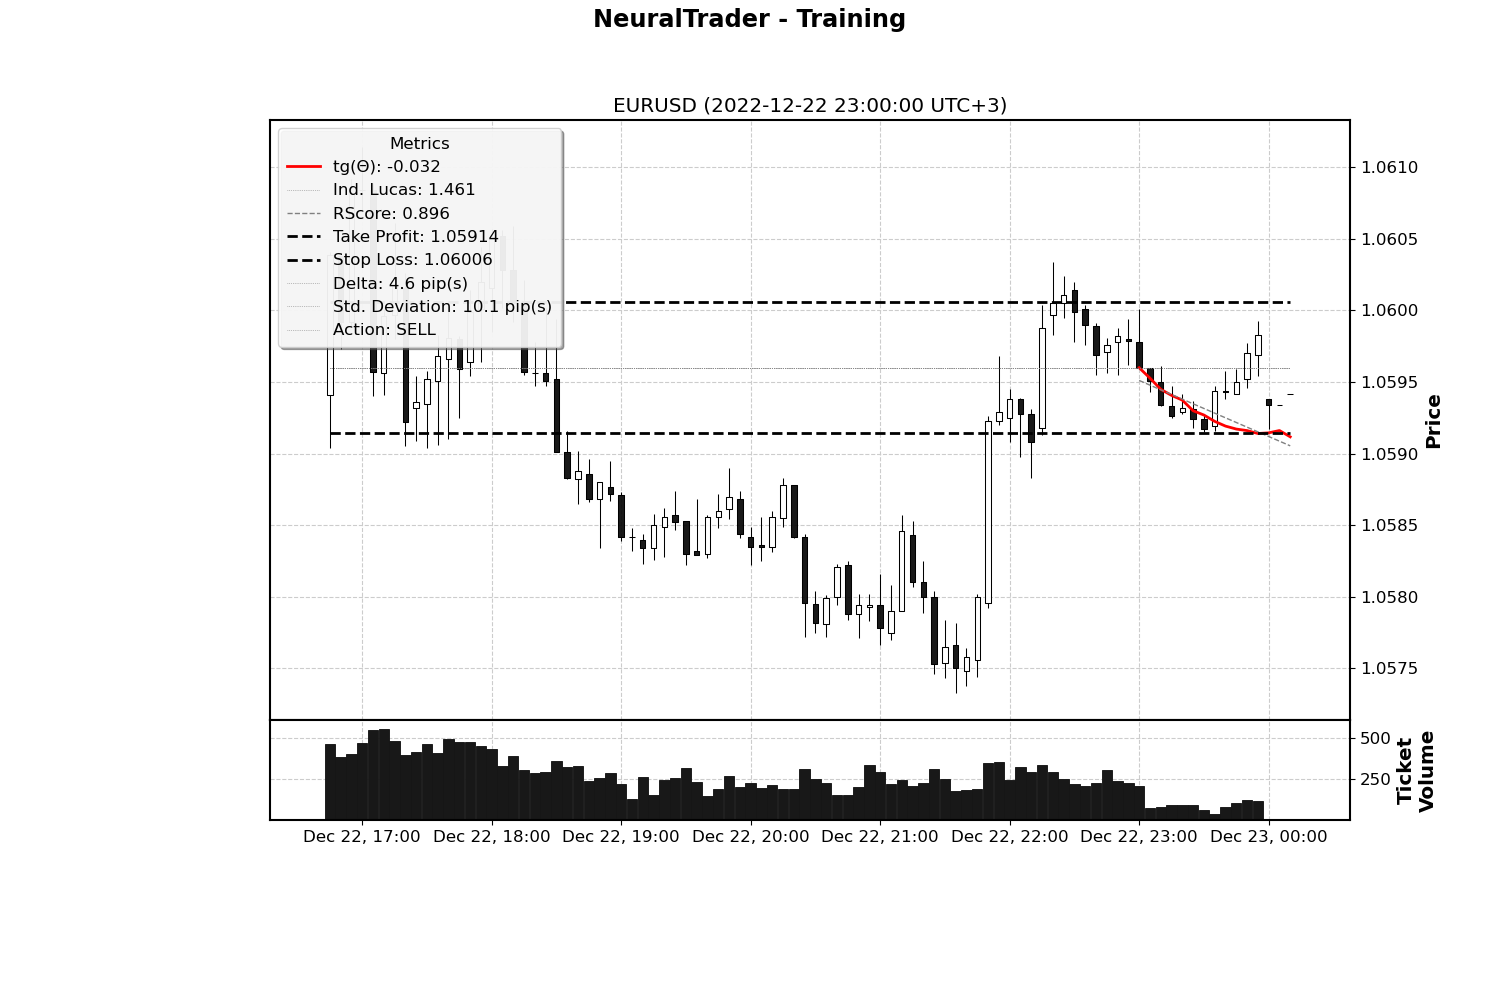 NeuralTrader - Training
EURUSD (2022-12-22 23:00:00 UTC+3)
Metrics
tg(Θ): -0.032
Ind. Lucas: 1.461
RScore: 0.896
Take Profit: 1.05914
Stop Loss: 1.06006
Delta: 4.6 pip(s)
Std. Deviation: 10.1 pip(s)
Action: SELL
1.0610
1.0605
1.0600
1.0595
1.0590
1.0585
1.0580
1.0575
Price
500
250
Ticket
Volume
Dec 22, 17:00 Dec 22, 18:00 Dec 22, 19:00 Dec 22, 20:00 Dec 22, 21:00 Dec 22, 22:00 Dec 22, 23:00 Dec 23, 00:00